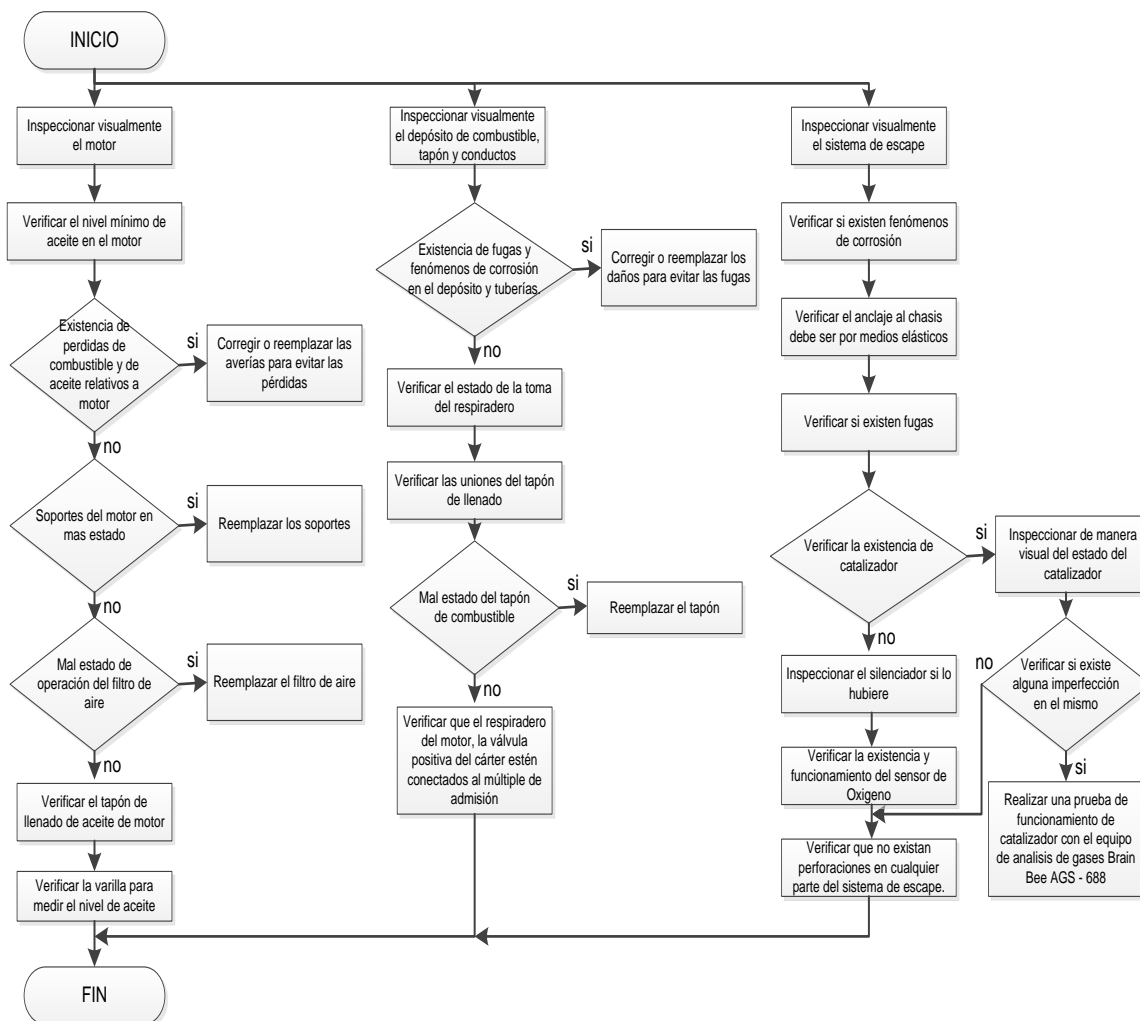 INICIO
Inspeccionar visualmente
el motor
Verificar el nivel mínimo de
aceite en el motor
Existencia de
perdidas de
combustible y de
aceite relativos a
motor
si
Corregir o reemplazar las
averías para evitar las
pérdidas
no
Soportes del motor en
mas estado
si
Reemplazar los soportes
no
Mal estado de
operación del filtro de
aire
si
Reemplazar el filtro de aire
no
Verificar el tapón de
llenado de aceite de motor
Verificar la varilla para
medir el nivel de aceite
FIN
Inspeccionar visualmente
el depósito de combustible,
tapón y conductos
Existencia de fugas y
fenómenos de corrosión
en el depósito y tuberías.
si
Corregir o reemplazar los
daños para evitar las fugas
no
Verificar el estado de la toma
del respiradero
Verificar las uniones del tapón
de llenado
Mal estado del tapón
de combustible
si
Reemplazar el tapón
no
Verificar que el respiradero
del motor, la válvula
positiva del cárter estén
conectados al múltiple de
admisión
Inspeccionar visualmente
el sistema de escape
Verificar si existen fenómenos
de corrosión
Verificar el anclaje al chasis
debe ser por medios elásticos
Verificar si existen fugas
Verificar la existencia de
catalizador
si
Inspeccionar de manera
visual del estado del
catalizador
no
Inspeccionar el silenciador si lo
hubiere
no
Verificar si existe
alguna imperfección
en el mismo
si
Verificar la existencia y
funcionamiento del sensor de
Oxigeno
Realizar una prueba de
funcionamiento de
catalizador con el equipo
de analisis de gases Brain
Bee AGS - 688
Verificar que no existan
perforaciones en cualquier
parte del sistema de escape.